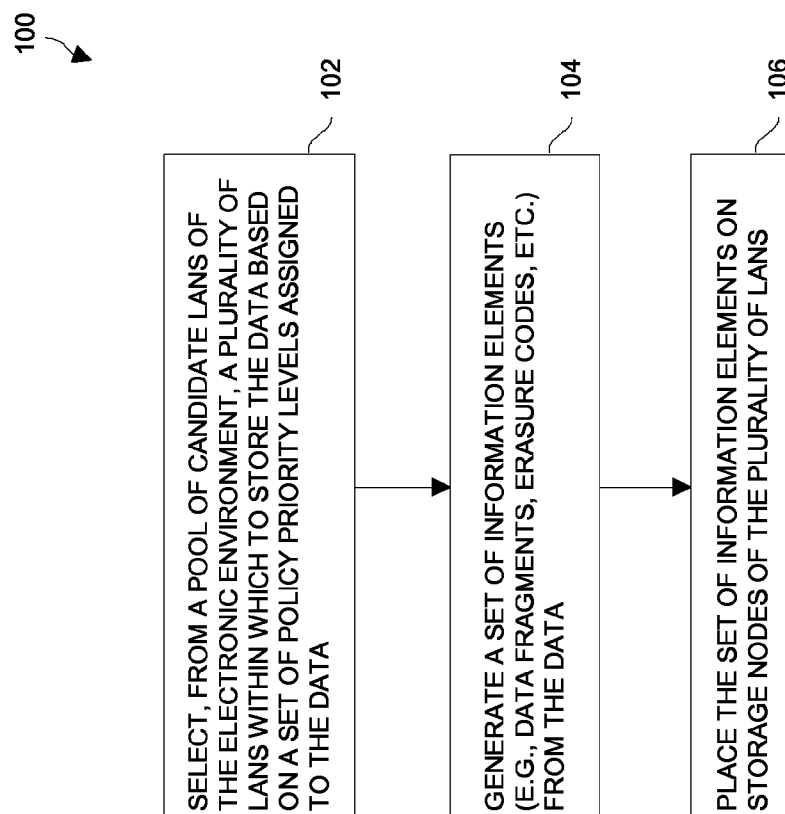 100
102
SELECT, FROM A POOL OF CANDIDATE LANS OF
THE ELECTRONIC ENVIRONMENT, A PLURALITY OF
LANS WITHIN WHICH TO STORE THE DATA BASED
ON A SET OF POLICY PRIORITY LEVELS ASSIGNED
TO THE DATA
104
GENERATE A SET OF INFORMATION ELEMENTS
(E.G., DATA FRAGMENTS, ERASURE CODES, ETC.)
FROM THE DATA
106
PLACE THE SET OF INFORMATION ELEMENTS ON
STORAGE NODES OF THE PLURALITY OF LANS